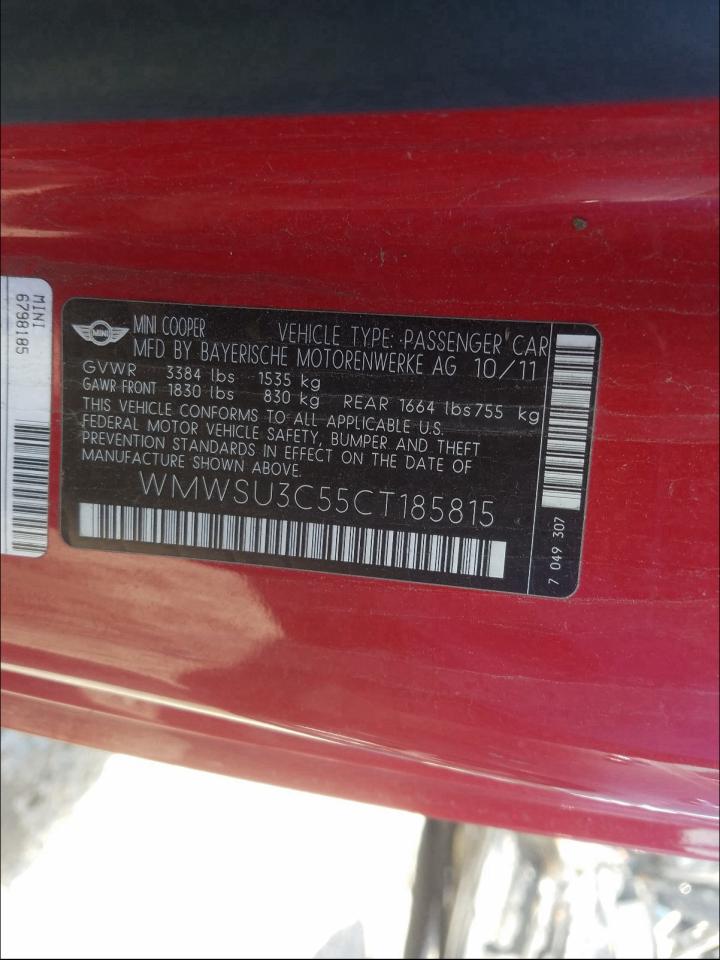 MINI
6798185
MINI
MINI COOPER VEHICLE TYPE: PASSENGER CAR
MFD BY BAYERISCHE MOTORENWERKE AG 10/11
GVWR 3384 lbs 1535 kg
GAWR FRONT 1830 lbs 830 kg REAR 1664 lbs755 kg
THIS VEHICLE CONFORMS TO ALL APPLICABLE U.S.
FEDERAL MOTOR VEHICLE SAFETY, BUMPER AND THEFT
PREVENTION STANDARDS IN EFFECT ON THE DATE OF
MANUFACTURE SHOWN ABOVE.
WMWSU3C55CT185815
7 049 307